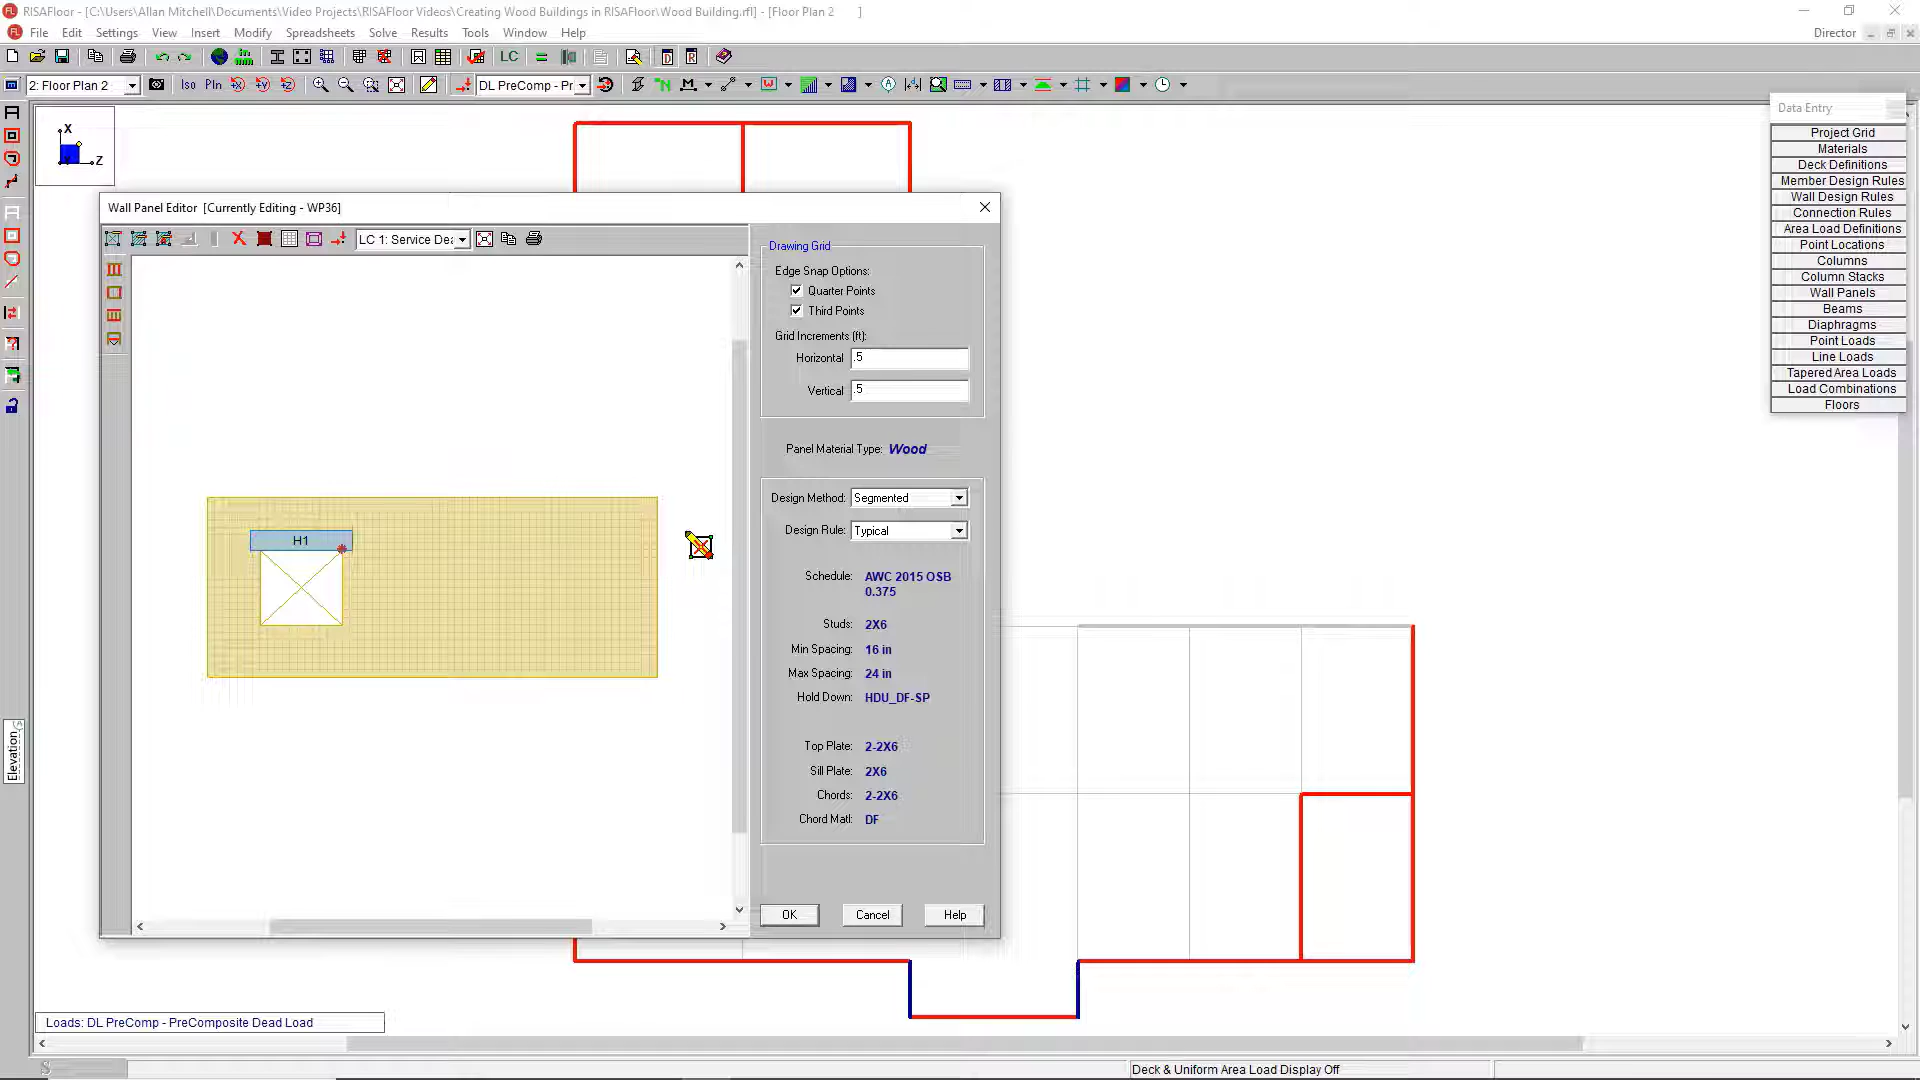 RISAFloor - [C:\Users\Allan Mitchell\Documents\Video Projects\RISAFloor Videos\Creating Wood Buildings in RISAFloor\Wood Building.rfl] - [Floor Plan 2 ]
File Edit Settings View Insert Modify Spreadsheets Solve Results Tools Window Help Director
LC
2: Floor Plan 2 Iso Pln DL PreComp - Pr
X
Z
Data Entry
Project Grid
Materials
Deck Definitions
Member Design Rules
Wall Design Rules
Connection Rules
Area Load Definitions
Point Locations
Columns
Column Stacks
Wall Panels
Beams
Diaphragms
Point Loads
Line Loads
Tapered Area Loads
Load Combinations
Floors
Wall Panel Editor [Currently Editing - WP36]
LC 1: Service Dea
Drawing Grid
Edge Snap Options:
Quarter Points
Third Points
Grid Increments (ft):
Horizontal .5
Vertical .5
Panel Material Type: Wood
Design Method: Segmented
Design Rule: Typical
Schedule: AWC 2015 OSB
0.375
Studs: 2X6
Min Spacing: 16 in
Max Spacing: 24 in
Hold Down: HDU_DF-SP
Top Plate: 2-2X6
Sill Plate: 2X6
Chords: 2-2X6
Chord Matl: DF
H1
OK Cancel Help
Elevation
Loads: DL PreComp - PreComposite Dead Load
Deck & Uniform Area Load Display Off